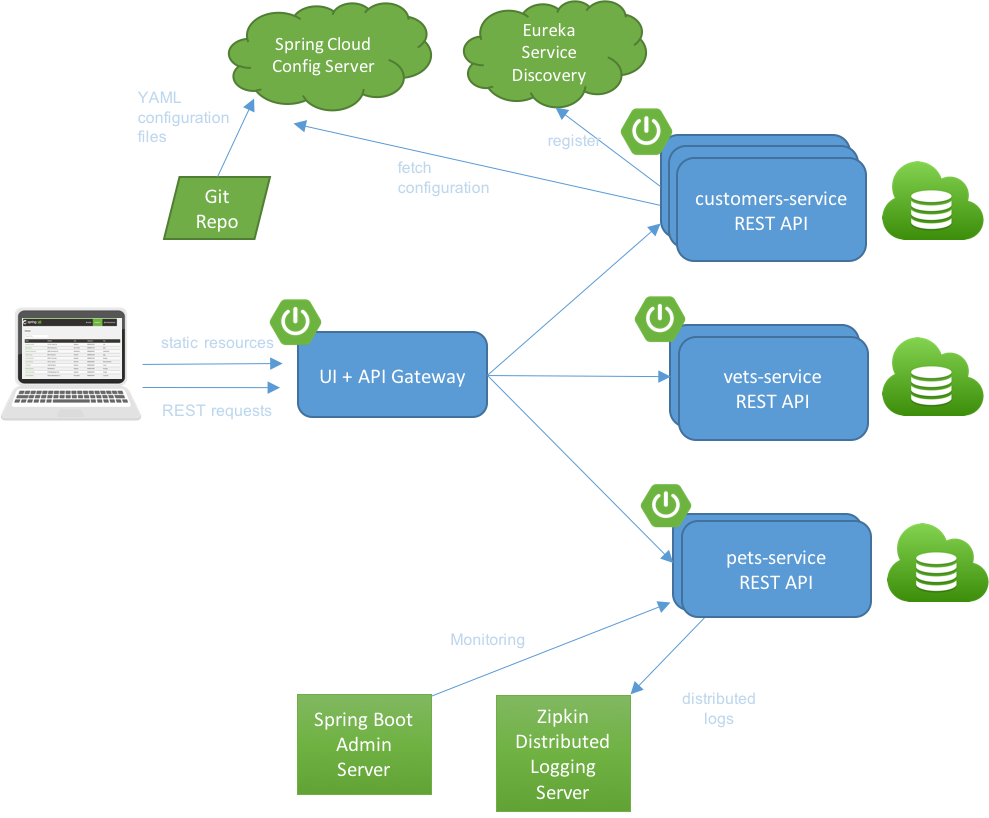 Spring Cloud
Config Server
Eureka
Service
Discovery
YAML
configuration
files
register
fetch
configuration
Git
Repo
customers-service
REST API
static resources
REST requests
UI + API Gateway
vets-service
REST API
pets-service
REST API
Monitoring
distributed
logs
Spring Boot
Admin
Server
Zipkin
Distributed
Logging
Server